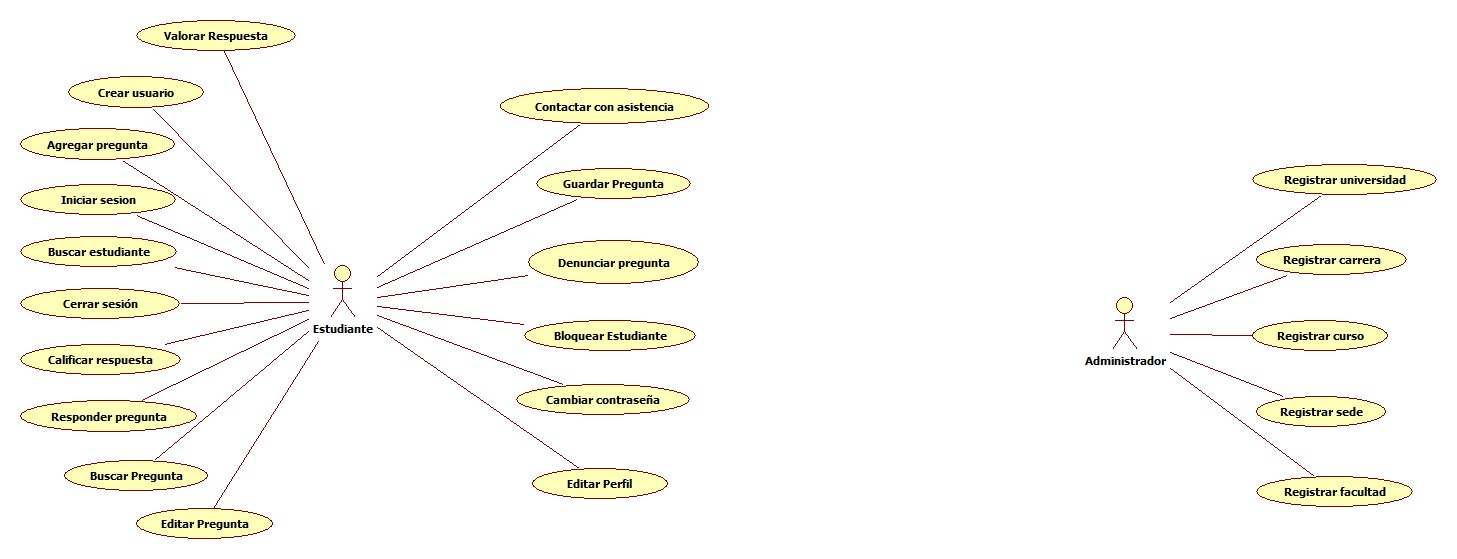 Valorar Respuesta
Crear usuario
Agregar pregunta
Iniciar sesion
Buscar estudiante
Cerrar sesión
Calificar respuesta
Responder pregunta
Buscar Pregunta
Editar Pregunta
Estudiante
Contactar con asistencia
Guardar Pregunta
Denunciar pregunta
Bloquear Estudiante
Cambiar contraseña
Editar Perfil
Administrador
Registrar universidad
Registrar carrera
Registrar curso
Registrar sede
Registrar facultad